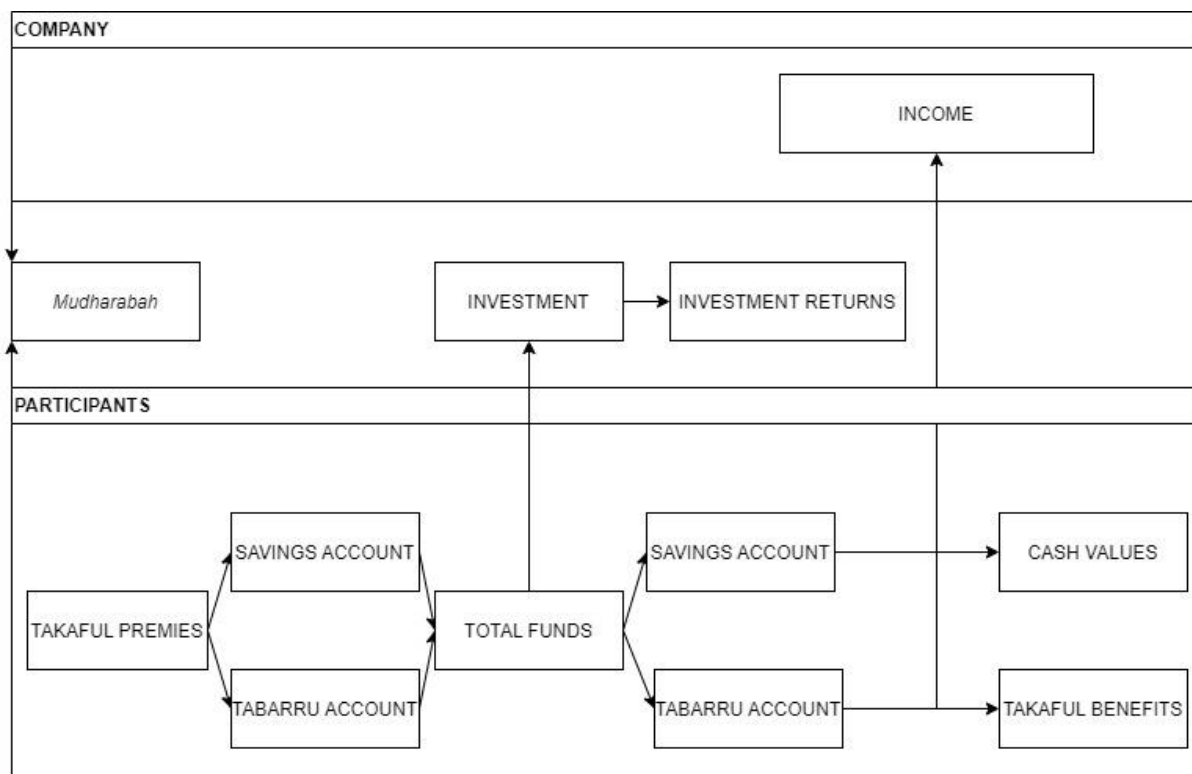 COMPANY
INCOME
Mudharabah
INVESTMENT
INVESTMENT RETURNS
PARTICIPANTS
SAVINGS ACCOUNT
SAVINGS ACCOUNT
CASH VALUES
TAKAFUL PREMIES
TOTAL FUNDS
TABARRU ACCOUNT
TABARRU ACCOUNT
TAKAFUL BENEFITS